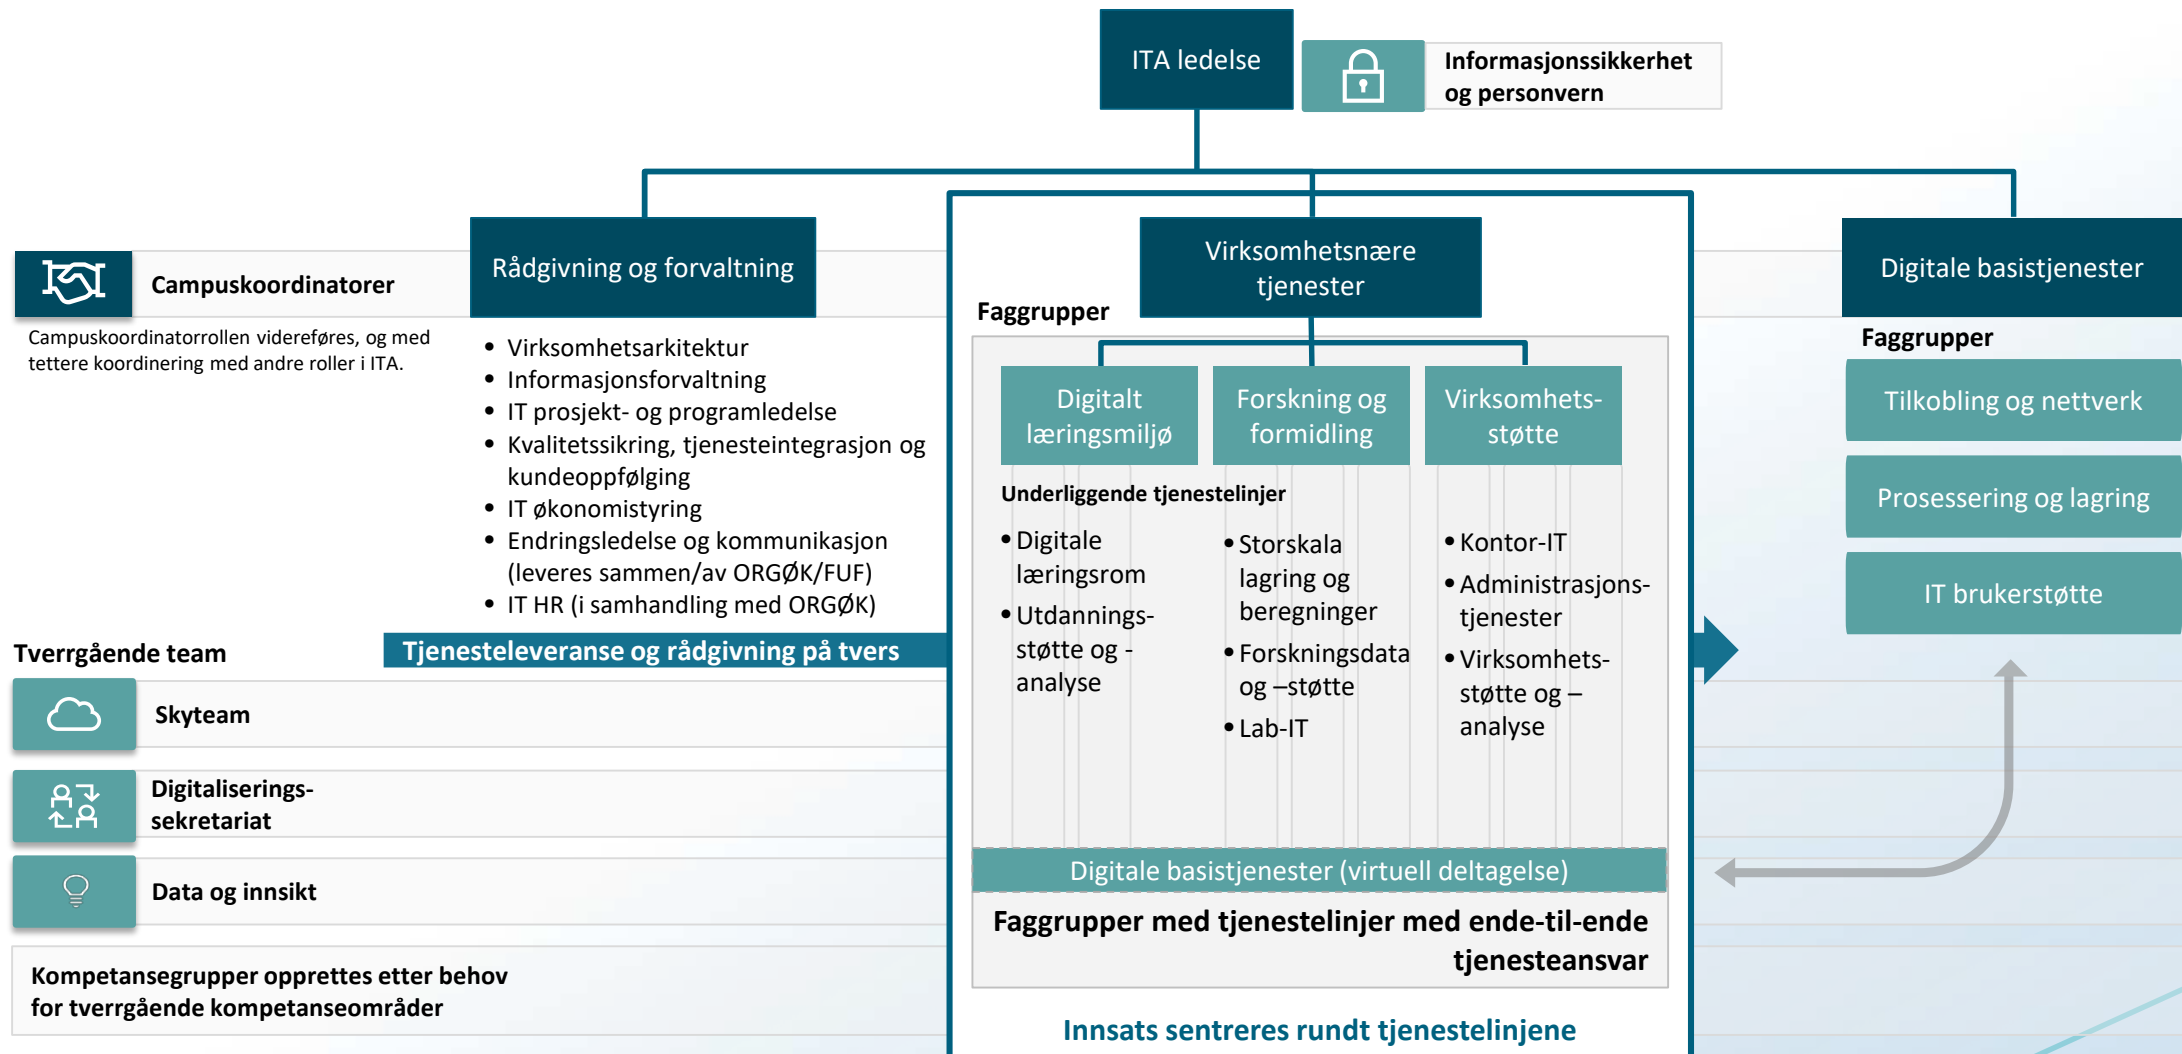 ITA ledelse
Informasjonssikkerhet
og personvern
Campuskoordinatorer
Campuskoordinatorrollen videreføres, og med
tettere koordinering med andre roller i ITA.
Rådgivning og forvaltning
• Virksomhetsarkitektur
• Informasjonsforvaltning
• IT prosjekt- og programledelse
• Kvalitetssikring, tjenesteintegrasjon og
kundeoppfølging
• IT økonomistyring
• Endringsledelse og kommunikasjon
(leveres sammen/av ORGØK/FUF)
• IT HR (i samhandling med ORGØK)
Tjenesteleveranse og rådgivning på tvers
Virksomhetsnære
tjenester
Faggrupper
Digitalt
læringsmiljø
Forskning og
formidling
Virksomhets-
støtte
Underliggende tjenestelinjer
• Digitale
læringsrom
• Utdannings-
støtte og -
analyse
• Storskala
lagring og
beregninger
• Forskningsdata
og –støtte
• Lab-IT
• Kontor-IT
• Administrasjons-
tjenester
• Virksomhets-
støtte og –
analyse
Digitale basistjenester (virtuell deltagelse)
Faggrupper med tjenestelinjer med ende-til-ende
tjenesteansvar
Innsats sentreres rundt tjenestelinjene
Digitale basistjenester
Faggrupper
Tilkobling og nettverk
Prosessering og lagring
IT brukerstøtte
Tverrgående team
Skyteam
Digitaliserings-
sekretariat
Data og innsikt
Kompetansegrupper opprettes etter behov
for tverrgående kompetanseområder